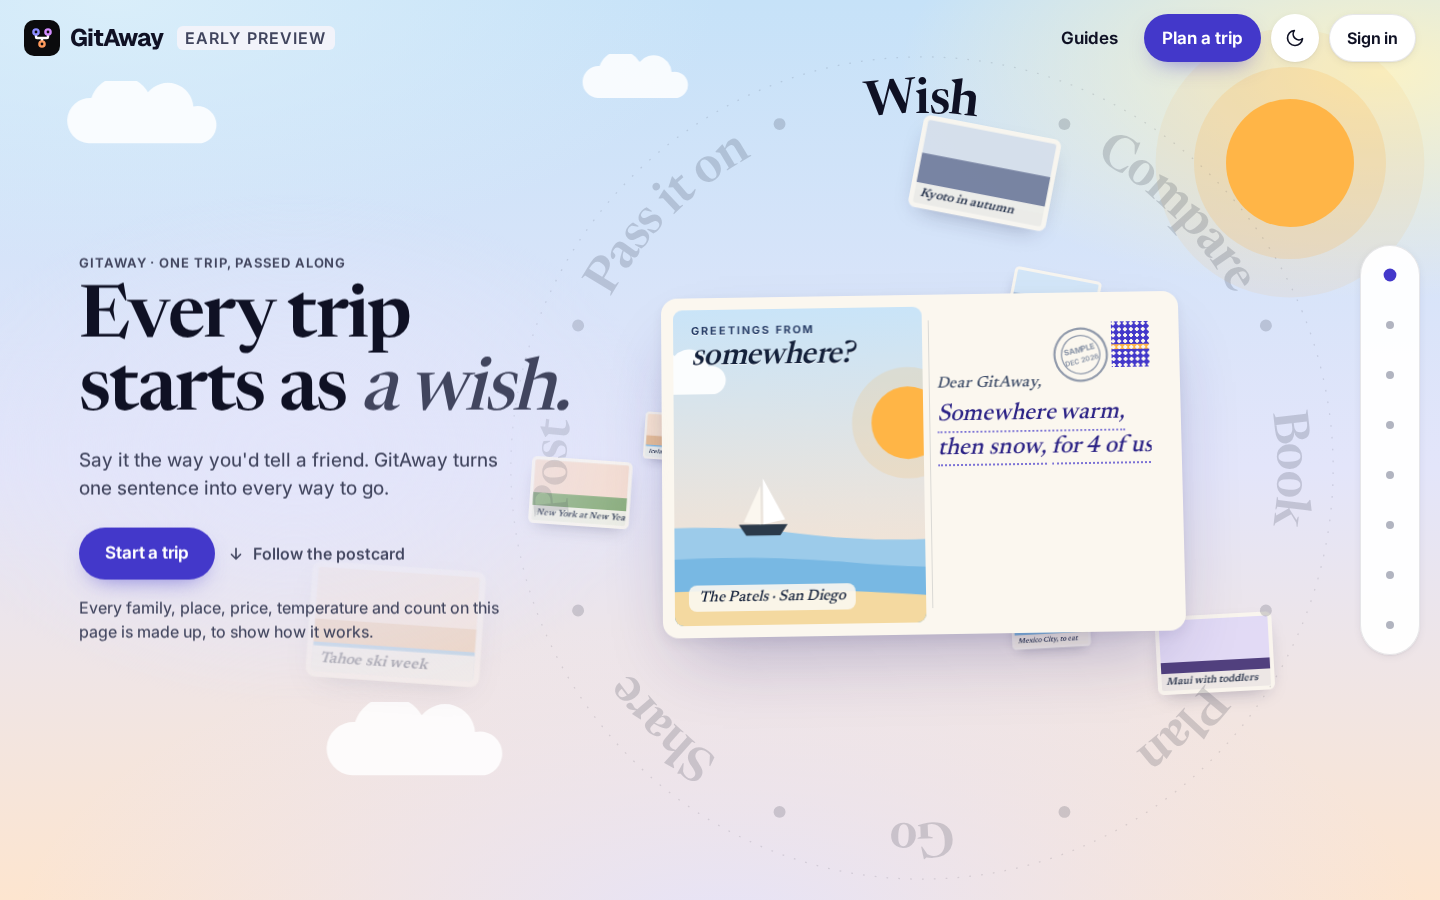 GitAway
EARLY PREVIEW
Guides
Plan a trip
Sign in
Wish
Pass it on
Compare
Kyoto in autumn
GITAWAY · ONE TRIP, PASSED ALONG
Every trip
starts as a wish.
Say it the way you'd tell a friend. GitAway turns
one sentence into every way to go.
Start a trip
↓ Follow the postcard
Every family, place, price, temperature and count on this
page is made up, to show how it works.
Tahoe ski week
Post
New York at New Yea
GREETINGS FROM
somewhere?
The Patels · San Diego
SAMPLE
DEC 2026
Dear GitAway,
Somewhere warm,
then snow, for 4 of us
Book
Mexico City, to eat
Maui with toddlers
Plan
Share
Go